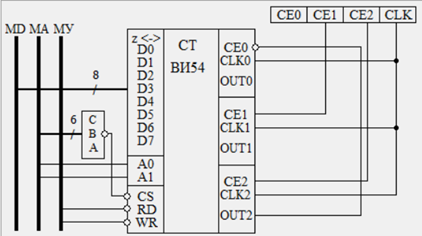 MD МА МУ
CE0 CE1 CE2 CLK
z <->
D0
D1
D2
D3
D4
D5
D6
D7
A0
A1
CS
RD
WR
CT
ВИ54
CE0
CLK0
OUT0
CE1
CLK1
OUT1
CE2
CLK2
OUT2
8
6
C
B
A